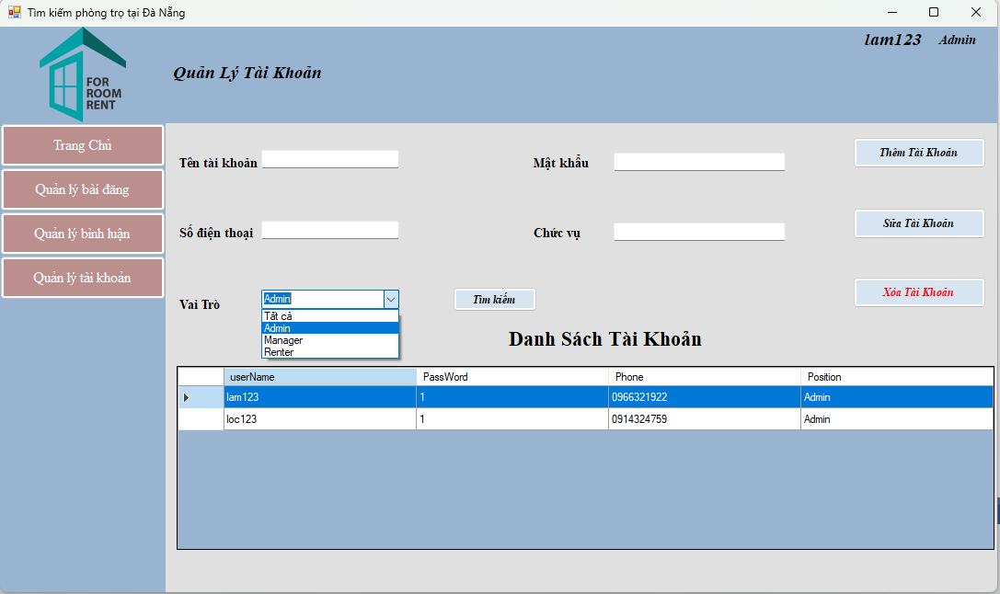 Tìm kiếm phòng trọ tại Đà Nẵng
FOR
ROOM
RENT
Quản Lý Tài Khoản
lam123 Admin
Trang Chủ
Quản lý bài đăng
Quản lý bình luận
Quản lý tài khoản
Tên tài khoản
Mật khẩu
Thêm Tài Khoản
Số điện thoại
Chức vụ
Sửa Tài Khoản
Vai Trò
Admin
Tìm kiếm
Xóa Tài Khoản
Tất cả
Admin
Manager
Renter
Danh Sách Tài Khoản
userName PassWord Phone Position
lam123 1 0966321922 Admin
loc123 1 0914324759 Admin